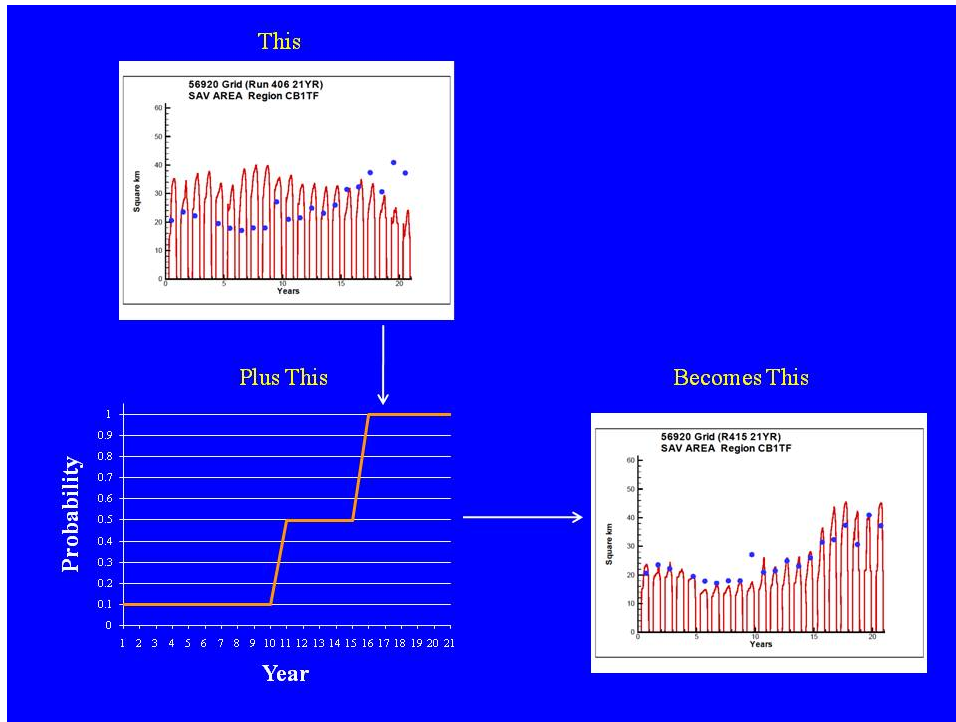 This
56920 Grid (Run 406 21YR)
SAV AREA Region CB1TF
60
50
40
30
20
10
0
Square km
0 5 10 15 20
Years
Plus This
1
0.9
0.8
0.7
0.6
0.5
0.4
0.3
0.2
0.1
0
Probability
1 2 3 4 5 6 7 8 9 10 11 12 13 14 15 16 17 18 19 20 21
Year
Becomes This
56920 Grid (R415 21YR)
SAV AREA Region CB1TF
60
50
40
30
20
10
0
Square km
0 5 10 15 20
Years